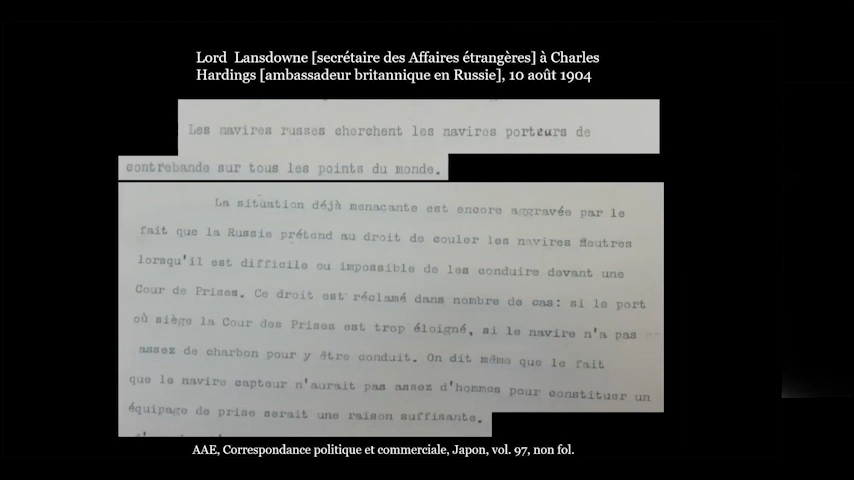 Lord Lansdowne [secrétaire des Affaires étrangères] à Charles
Hardings [ambassadeur britannique en Russie], 10 août 1904
Les navires russes cherchent les navires porteurs de
contrebande sur tous les points du monde.
La situation déjà menaçante est encore aggravée par le
fait que la Russie prétend au droit de couler les navires neutres
lorsqu'il est difficile ou impossible de les conduire devant une
Cour de Prises. Ce droit est réclamé dans nombre de cas: si le port
où siège la Cour des Prises est trop éloigné, si le navire n'a pas
assez de charbon pour y être conduit. On dit même que le fait
que le navire capteur n'aurait pas assez d'hommes pour constituer un
équipage de prise serait une raison suffisante.
AAE, Correspondance politique et commerciale, Japon, vol. 97, non fol.